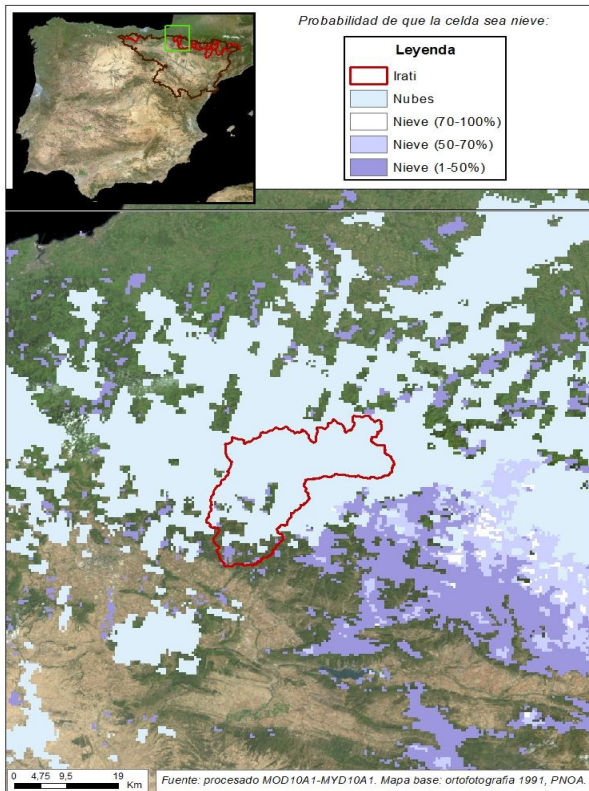 Probabilidad de que la celda sea nieve:
Leyenda
Irati
Nubes
Nieve (70-100%)
Nieve (50-70%)
Nieve (1-50%)
0 4,75 9,5 19
Km
Fuente: procesado MOD10A1-MYD10A1. Mapa base: ortofotografia 1991, PNOA.